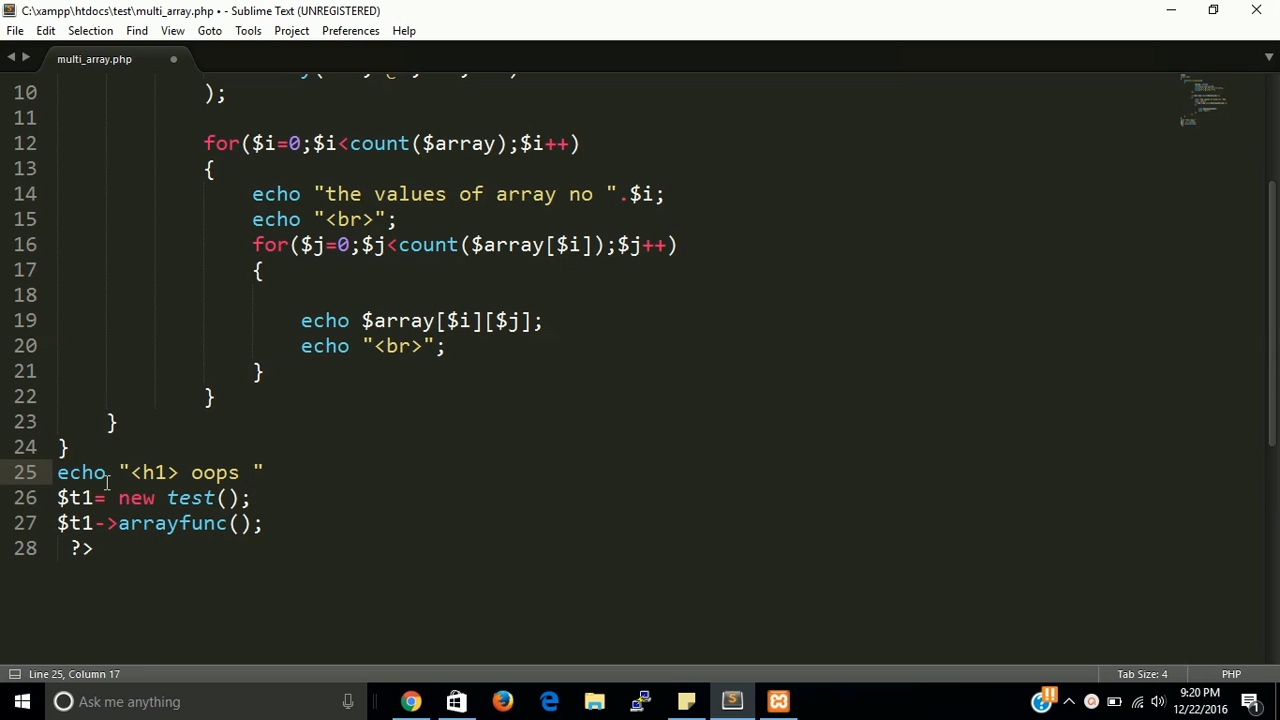 C:\xampp\htdocs\test\multi_array.php • - Sublime Text (UNREGISTERED)
File Edit Selection Find View Goto Tools Project Preferences Help
multi_array.php
10 );
11
12 for($i=0;$i<count($array);$i++)
13 {
14 echo "the values of array no ".$i;
15 echo "<br>";
16 for($j=0;$j<count($array[$i]);$j++)
17 {
18
19 echo $array[$i][$j];
20 echo "<br>";
21 }
22 }
23 }
24 }
25 echo "<h1> oops "
26 $t1= new test();
27 $t1->arrayfunc();
28 ?>
Line 25, Column 17 Tab Size: 4 PHP
Ask me anything
9:20 PM
12/22/2016
1